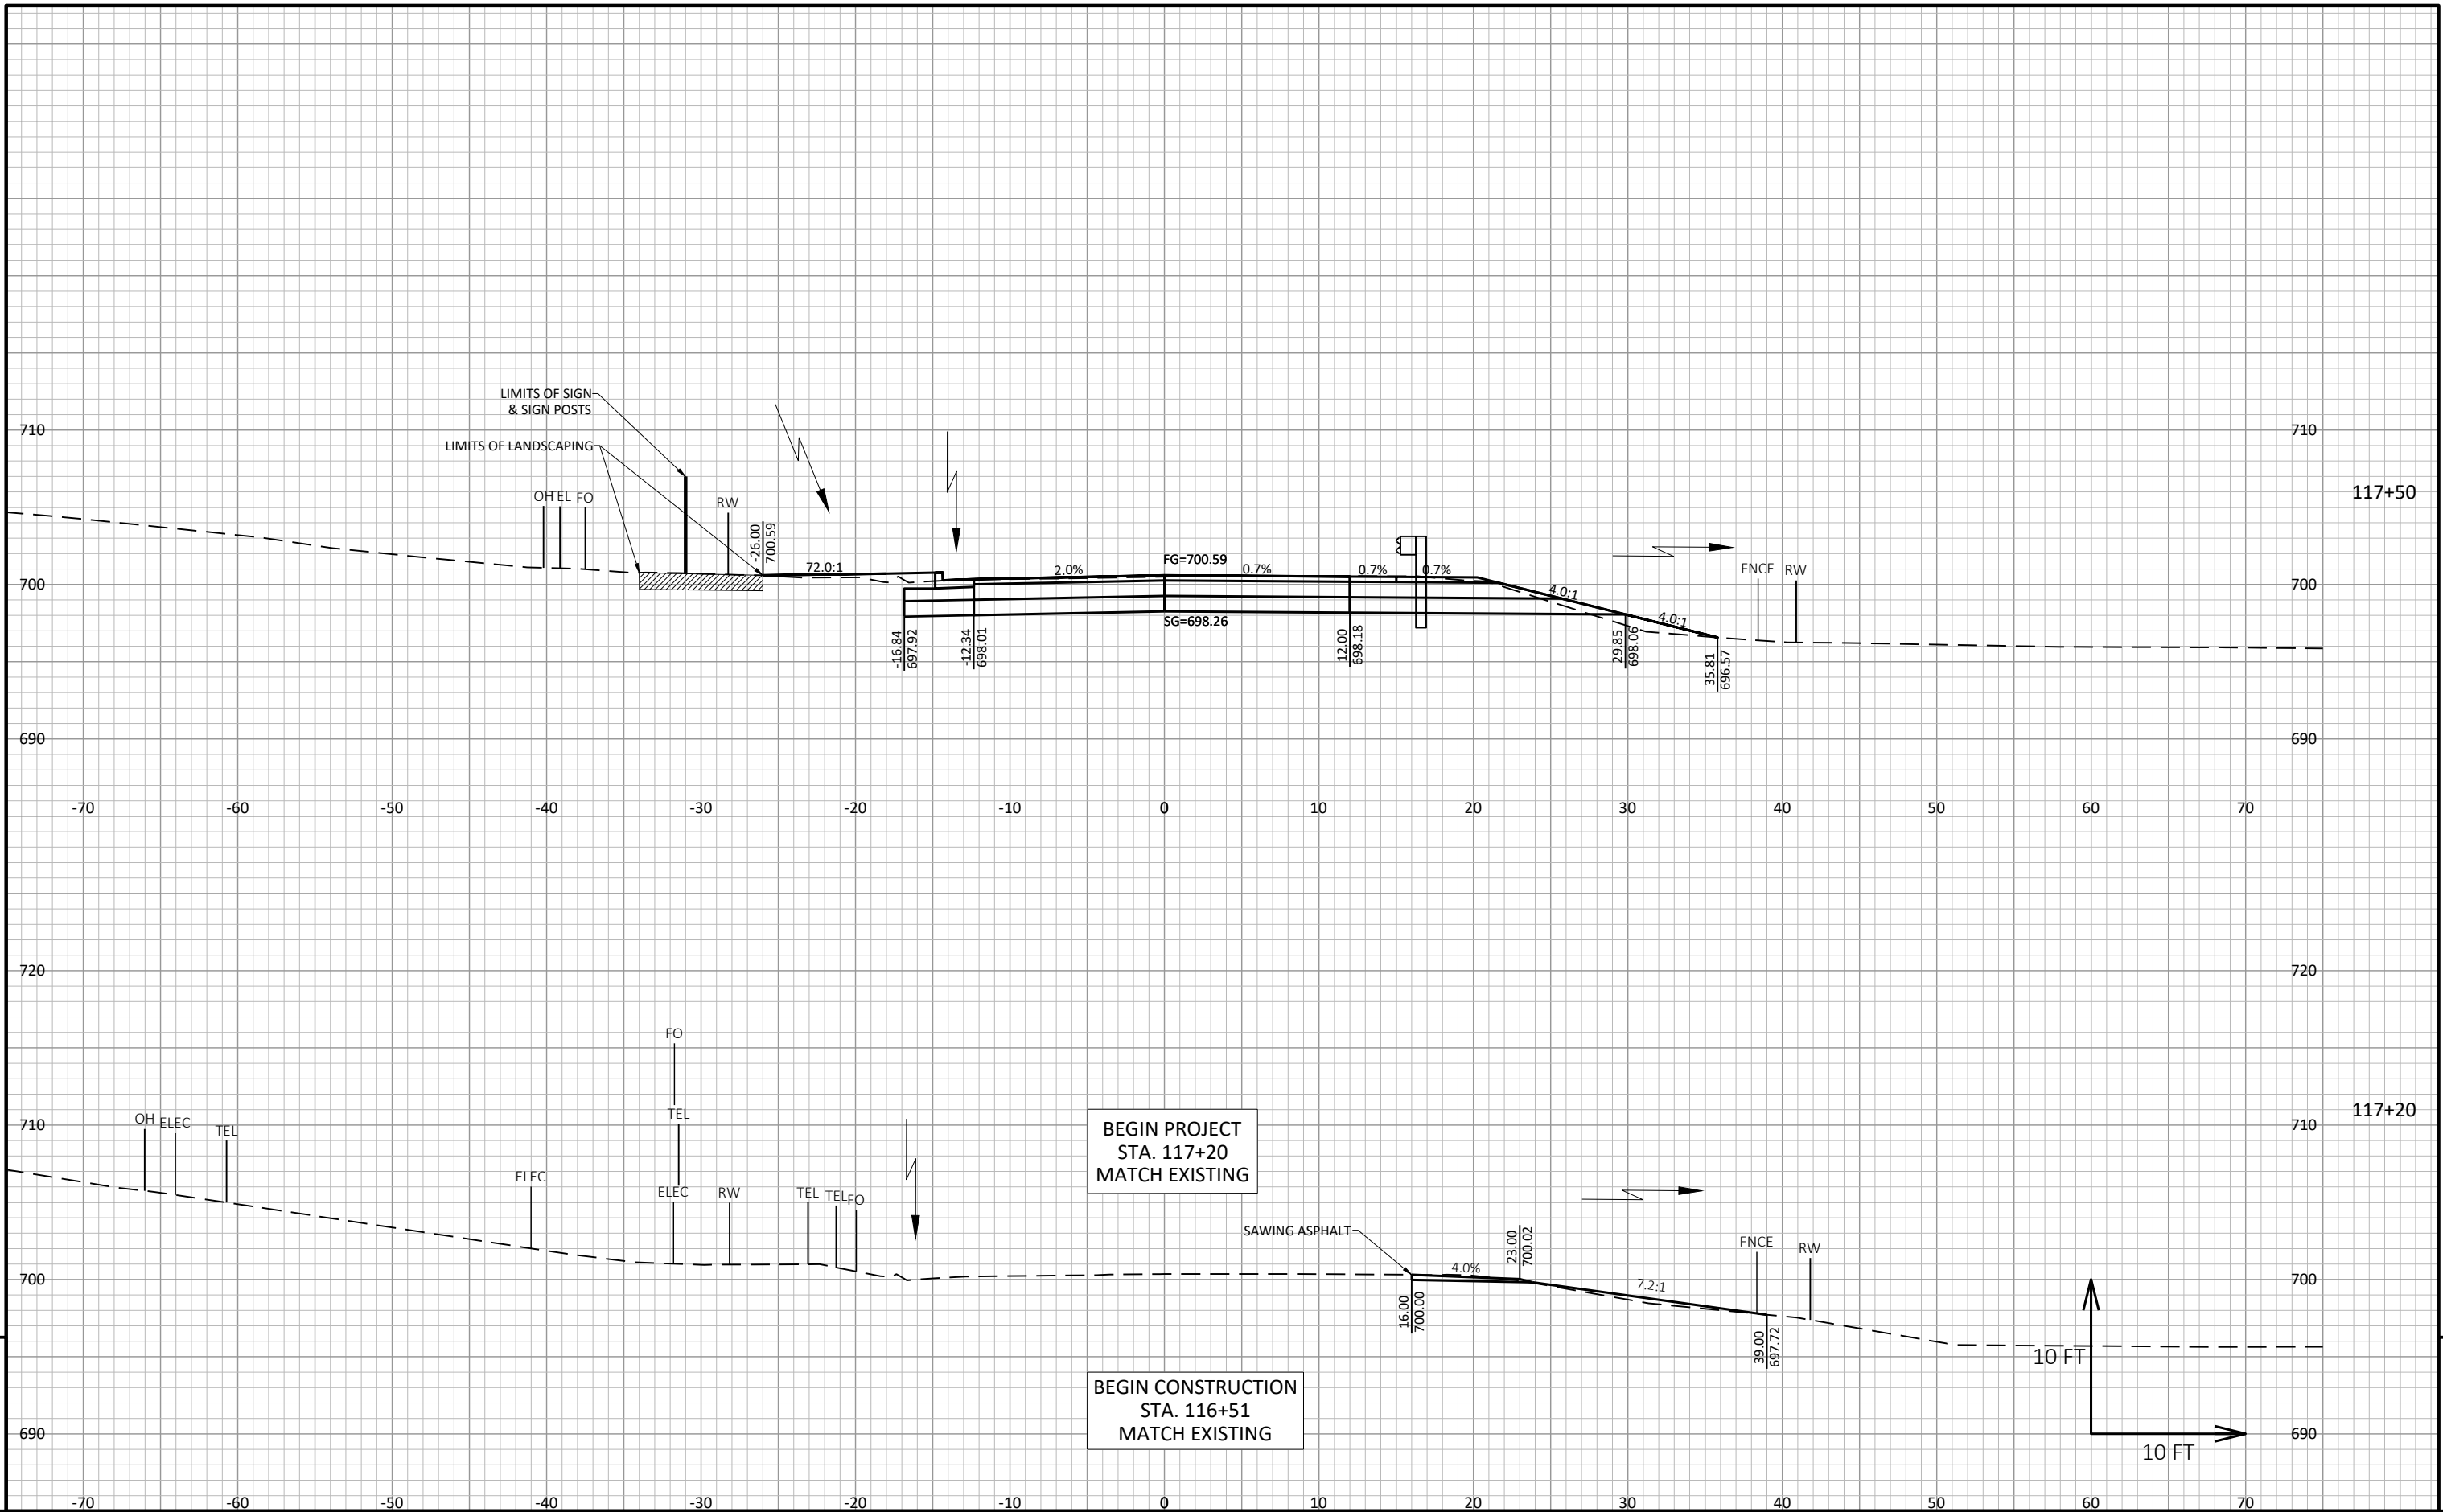 LIMITS OF SIGN
& SIGN POSTS
710
710
LIMITS OF LANDSCAPING
117+50
OH
TEL
FO
RW
-26.00
700.59
FG=700.59
72.0:1
2.0%
0.7%
0.7%
0.7%
FNCE
RW
700
700
4.0:1
4.0:1
SG=698.26
-16.84
697.92
-12.34
698.01
12.00
698.18
29.85
698.06
35.81
696.57
690
690
-70
-60
-50
-40
-30
-20
-10
0
10
20
30
40
50
60
70
720
720
FO
117+20
TEL
OH
ELEC
TEL
710
710
BEGIN PROJECT
STA. 117+20
MATCH EXISTING
ELEC
ELEC
RW
TEL
TEL
FO
SAWING ASPHALT
23.00
700.02
FNCE
RW
4.0%
7.2:1
700
700
16.00
700.00
39.00
697.72
10 FT
BEGIN CONSTRUCTION
STA. 116+51
MATCH EXISTING
690
690
10 FT
-70
-60
-50
-40
-30
-20
-10
0
10
20
30
40
50
60
70